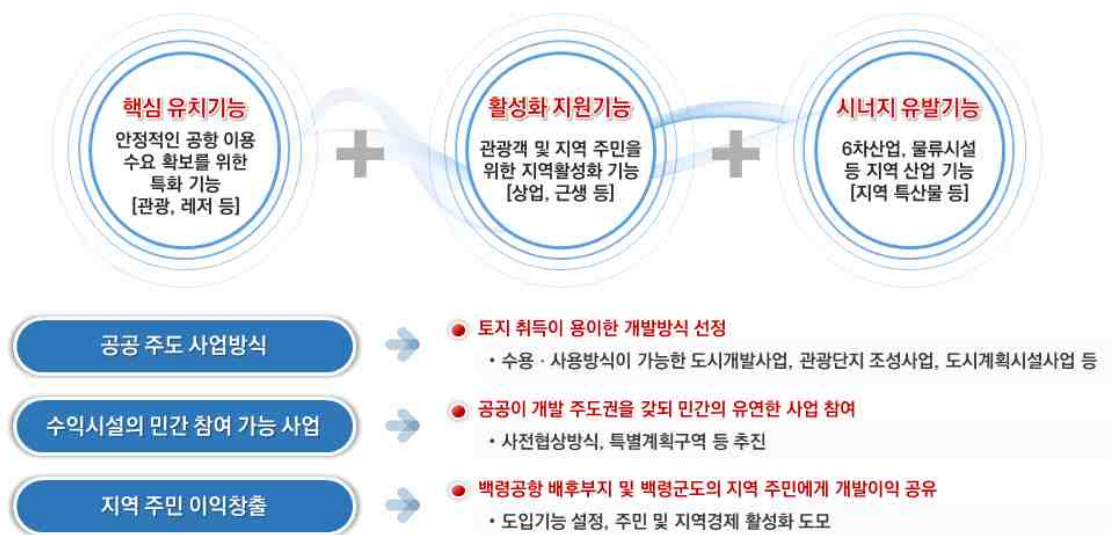 핵심 유치기능
안정적인 공항 이용
수요 확보를 위한
특화 기능
[관광, 레저 등]
활성화 지원기능
관광객 및 지역 주민을
위한 지역활성화 기능
[상업, 근생 등]
시너지 유발기능
6차산업, 물류시설
등 지역 산업 기능
[지역 특산물 등]
공공 주도 사업방식
토지 취득이 용이한 개발방식 선정
• 수용 · 사용방식이 가능한 도시개발사업, 관광단지 조성사업, 도시계획시설사업 등
수익시설의 민간 참여 가능 사업
공공이 개발 주도권을 갖되 민간의 유연한 사업 참여
• 사전협상방식, 특별계획구역 등 추진
지역 주민 이익창출
백령공항 배후부지 및 백령군도의 지역 주민에게 개발이익 공유
• 도입기능 설정, 주민 및 지역경제 활성화 도모